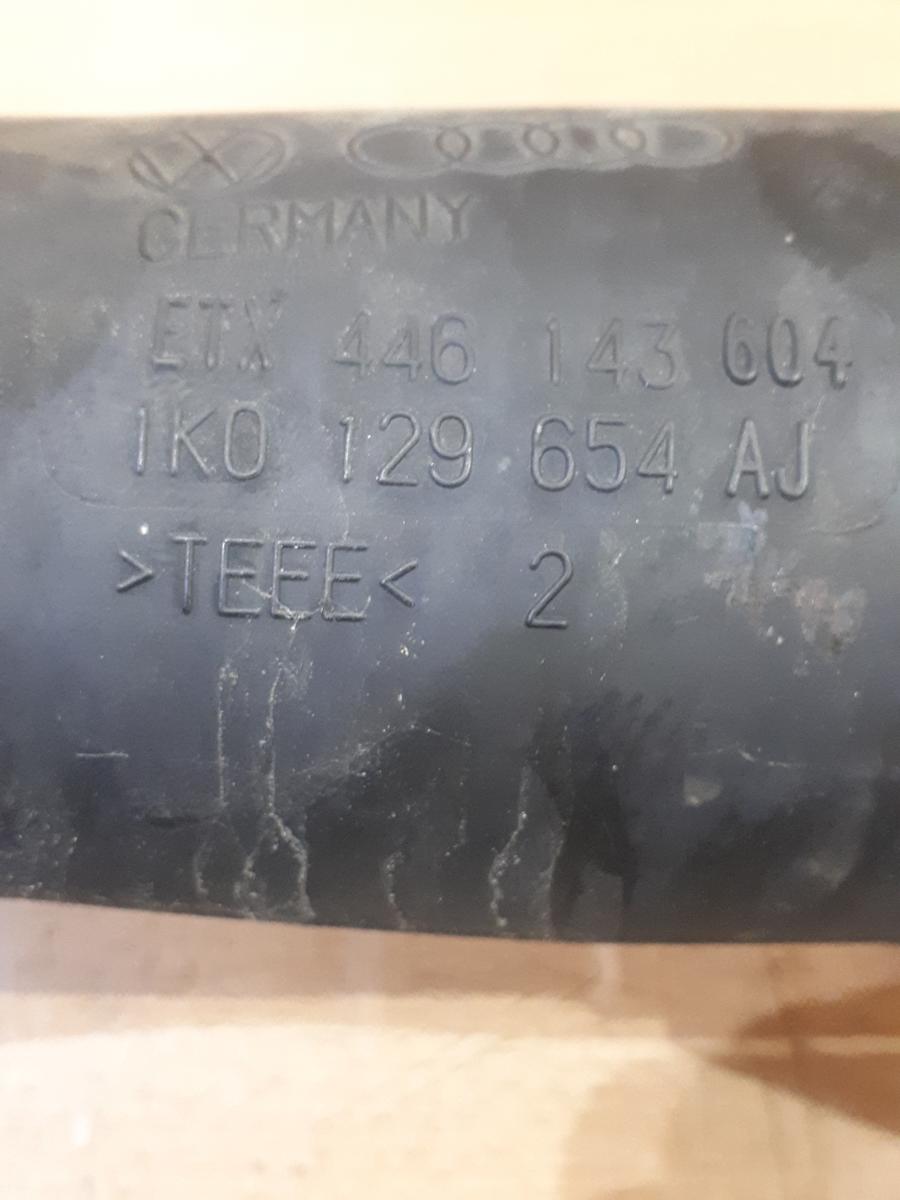 GERMANY
ETX 446 143 604
1K0 129 654 AJ
>TEEE< 2